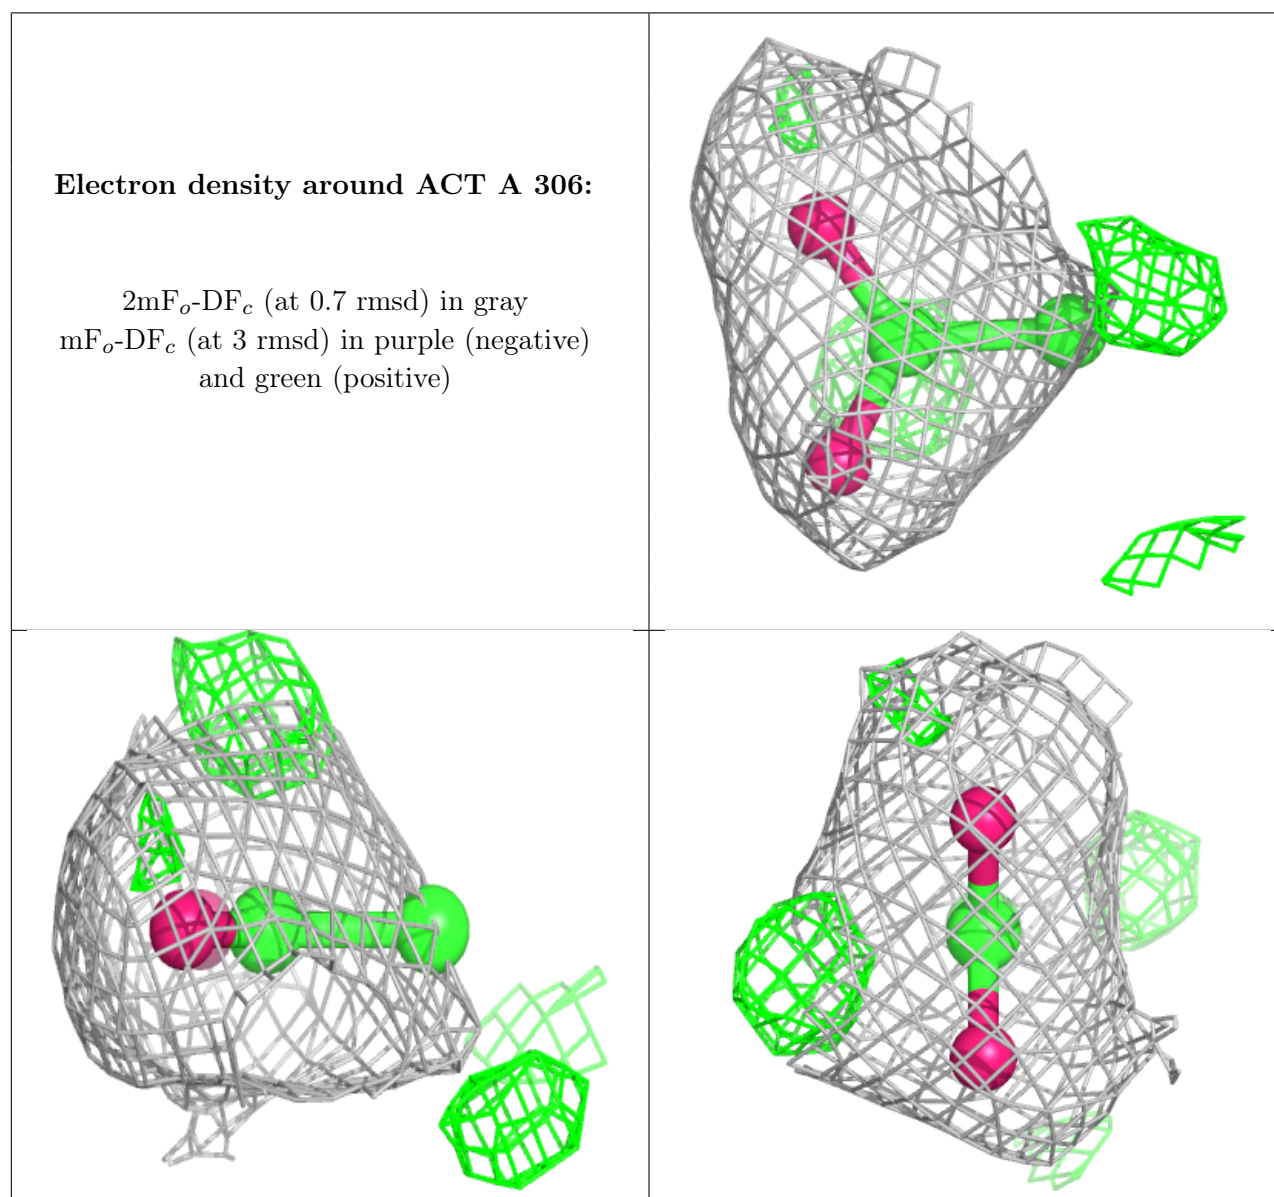 Electron density around ACT A 306:
2mFo-DFc (at 0.7 rmsd) in gray
mFo-DFc (at 3 rmsd) in purple (negative)
and green (positive)